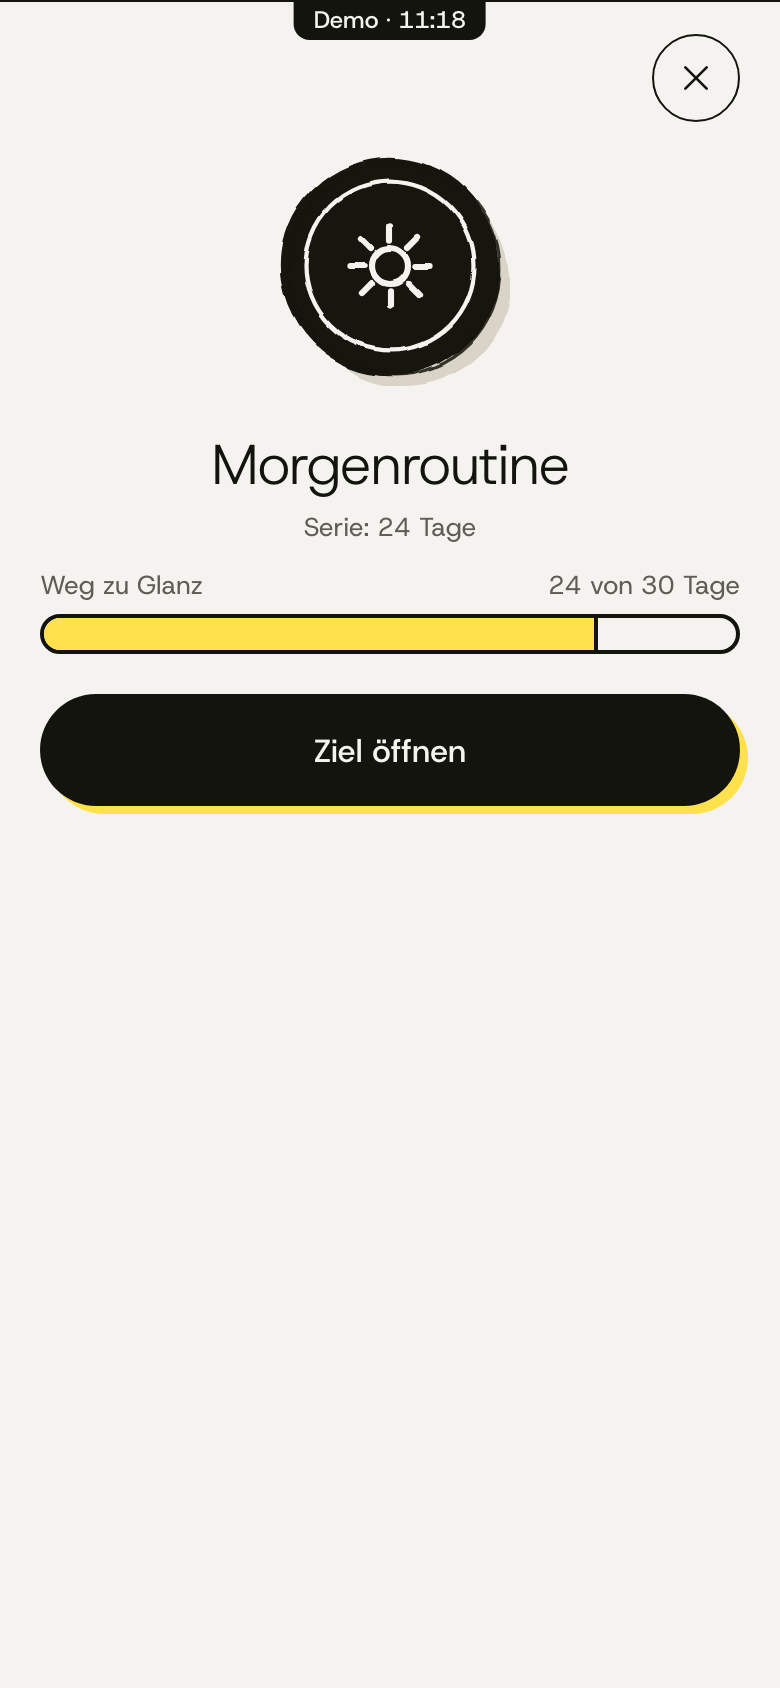 Demo · 11:18
Morgenroutine
Serie: 24 Tage
Weg zu Glanz
24 von 30 Tage
Ziel öffnen